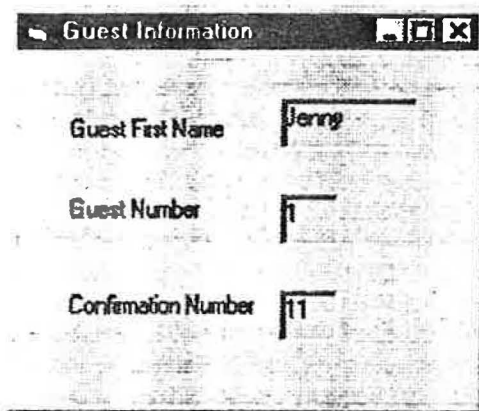 Guest Information
Guest First Name Jenny
Guest Number 1
Confirmation Number 11